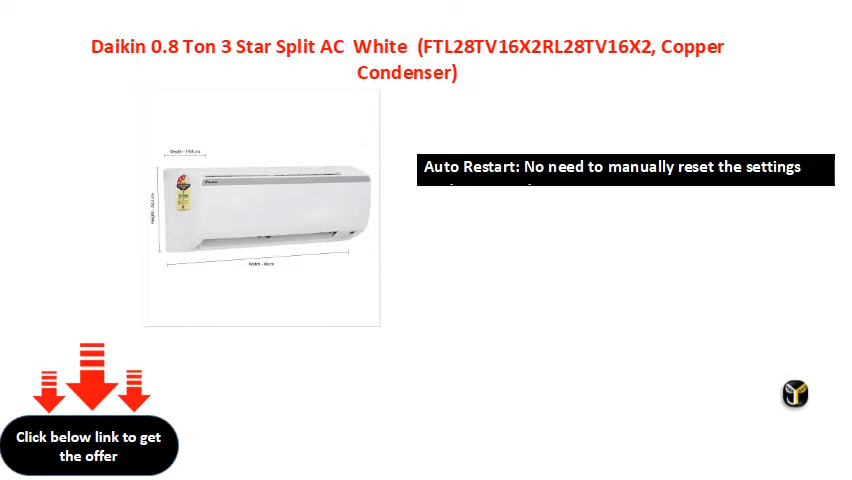 Daikin 0.8 Ton 3 Star Split AC White (FTL28TV16X2RL28TV16X2, Copper
Condenser)
Auto Restart: No need to manually reset the settings
Click below link to get
the offer